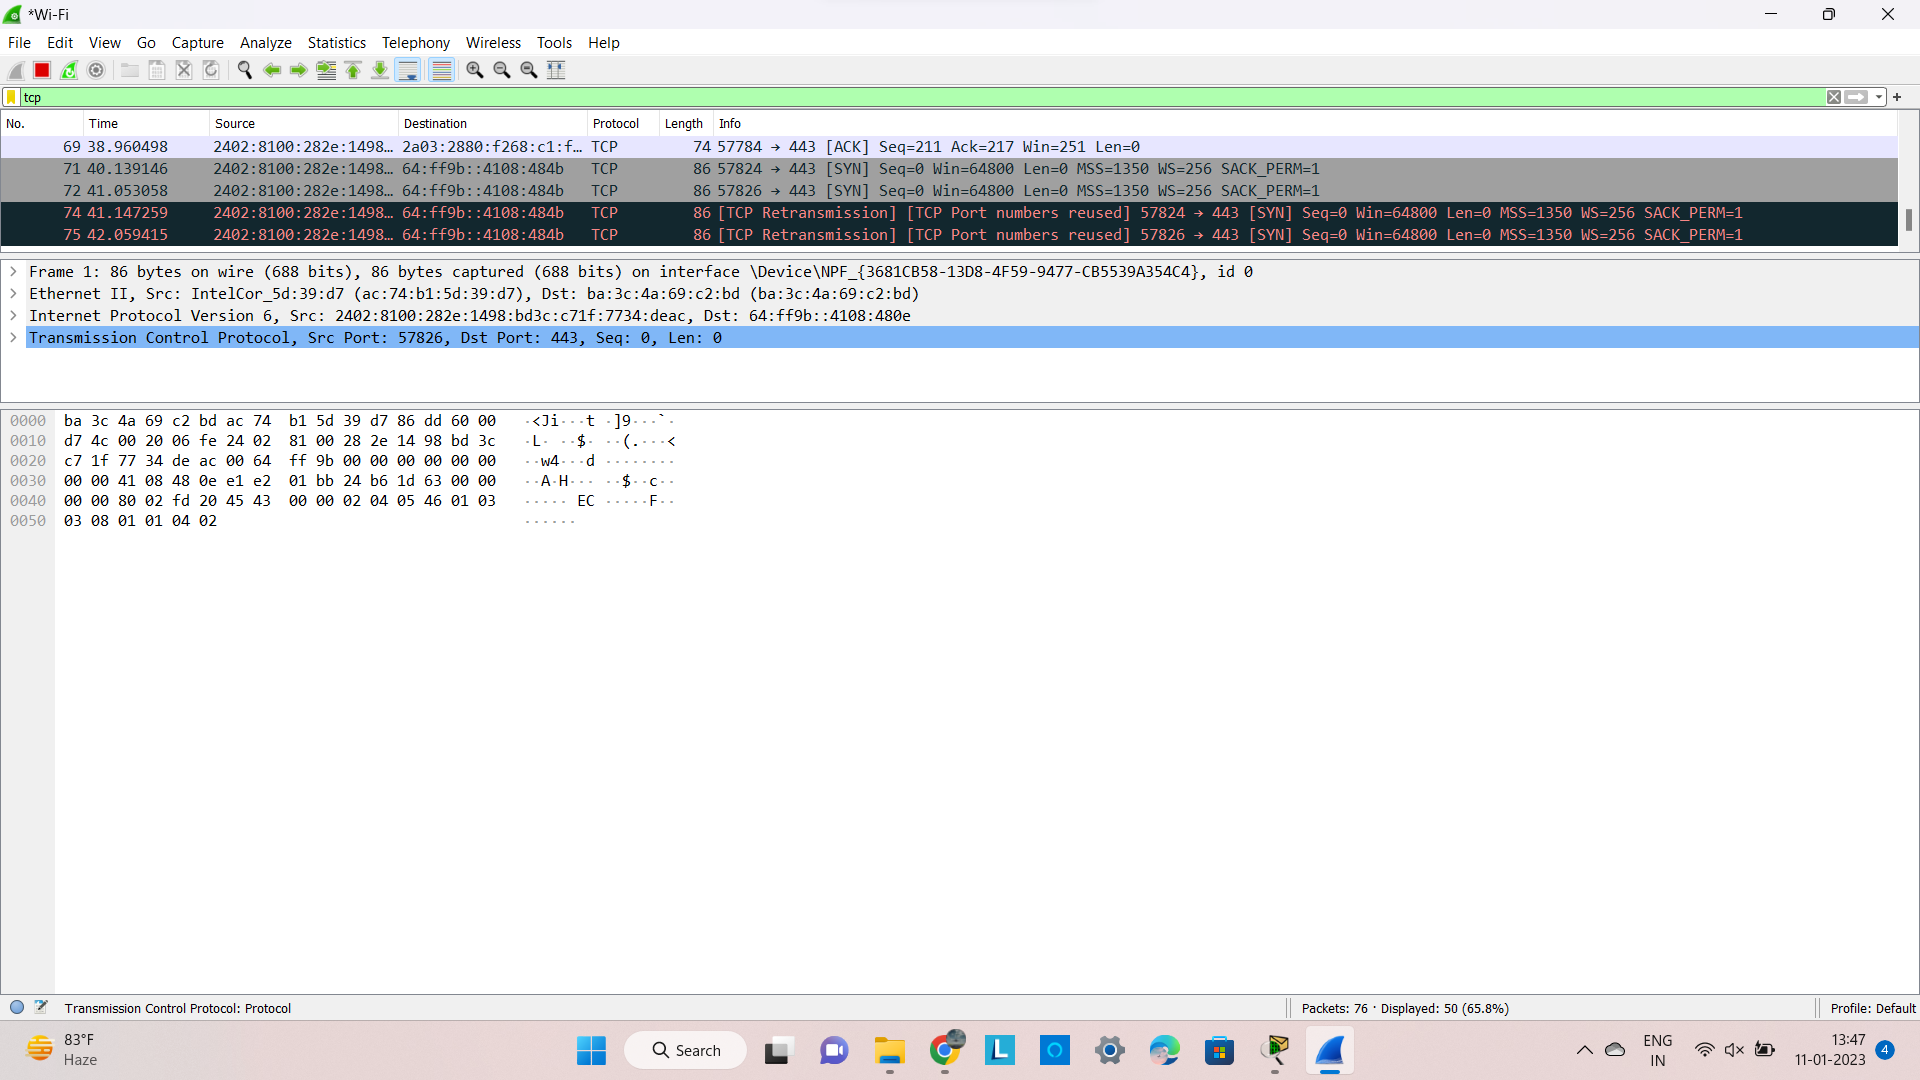 *Wi-Fi
File Edit View Go Capture Analyze Statistics Telephony Wireless Tools Help
tcp
No. Time Source Destination Protocol Length Info
69 38.960498 2402:8100:282e:1498… 2a03:2880:f268:c1:f… TCP 74 57784 → 443 [ACK] Seq=211 Ack=217 Win=251 Len=0
71 40.139146 2402:8100:282e:1498… 64:ff9b::4108:484b TCP 86 57824 → 443 [SYN] Seq=0 Win=64800 Len=0 MSS=1350 WS=256 SACK_PERM=1
72 41.053058 2402:8100:282e:1498… 64:ff9b::4108:484b TCP 86 57826 → 443 [SYN] Seq=0 Win=64800 Len=0 MSS=1350 WS=256 SACK_PERM=1
74 41.147259 2402:8100:282e:1498… 64:ff9b::4108:484b TCP 86 [TCP Retransmission] [TCP Port numbers reused] 57824 → 443 [SYN] Seq=0 Win=64800 Len=0 MSS=1350 WS=256 SACK_PERM=1
75 42.059415 2402:8100:282e:1498… 64:ff9b::4108:484b TCP 86 [TCP Retransmission] [TCP Port numbers reused] 57826 → 443 [SYN] Seq=0 Win=64800 Len=0 MSS=1350 WS=256 SACK_PERM=1
Frame 1: 86 bytes on wire (688 bits), 86 bytes captured (688 bits) on interface \Device\NPF_{3681CB58-13D8-4F59-9477-CB5539A354C4}, id 0
Ethernet II, Src: IntelCor_5d:39:d7 (ac:74:b1:5d:39:d7), Dst: ba:3c:4a:69:c2:bd (ba:3c:4a:69:c2:bd)
Internet Protocol Version 6, Src: 2402:8100:282e:1498:bd3c:c71f:7734:deac, Dst: 64:ff9b::4108:480e
Transmission Control Protocol, Src Port: 57826, Dst Port: 443, Seq: 0, Len: 0
0000 ba 3c 4a 69 c2 bd ac 74 b1 5d 39 d7 86 dd 60 00 ·<Ji···t ·]9···`·
0010 d7 4c 00 20 06 fe 24 02 81 00 28 2e 14 98 bd 3c ·L· ··$· ··(.···<
0020 c7 1f 77 34 de ac 00 64 ff 9b 00 00 00 00 00 00 ··w4···d ········
0030 00 00 41 08 48 0e e1 e2 01 bb 24 b6 1d 63 00 00 ··A·H··· ··$··c··
0040 00 00 80 02 fd 20 45 43 00 00 02 04 05 46 01 03 ····· EC ·····F··
0050 03 08 01 01 04 02 ······
Transmission Control Protocol: Protocol Packets: 76 · Displayed: 50 (65.8%) Profile: Default
83°F
Haze
Search
ENG
IN
13:47
11-01-2023
4